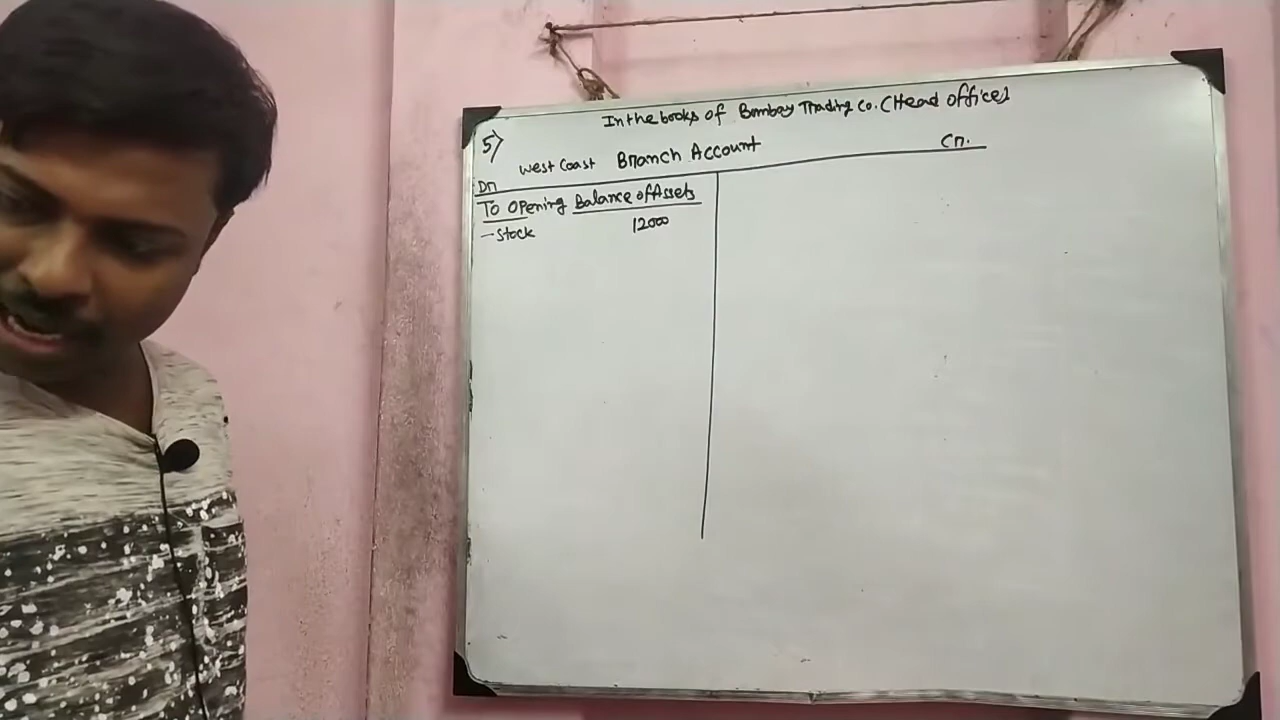 In the books of Bombay Trading Co. (Head office)
5)
West Coast Branch Account
Dr
Cr.
To Opening Balance of Assets
-Stock 12000